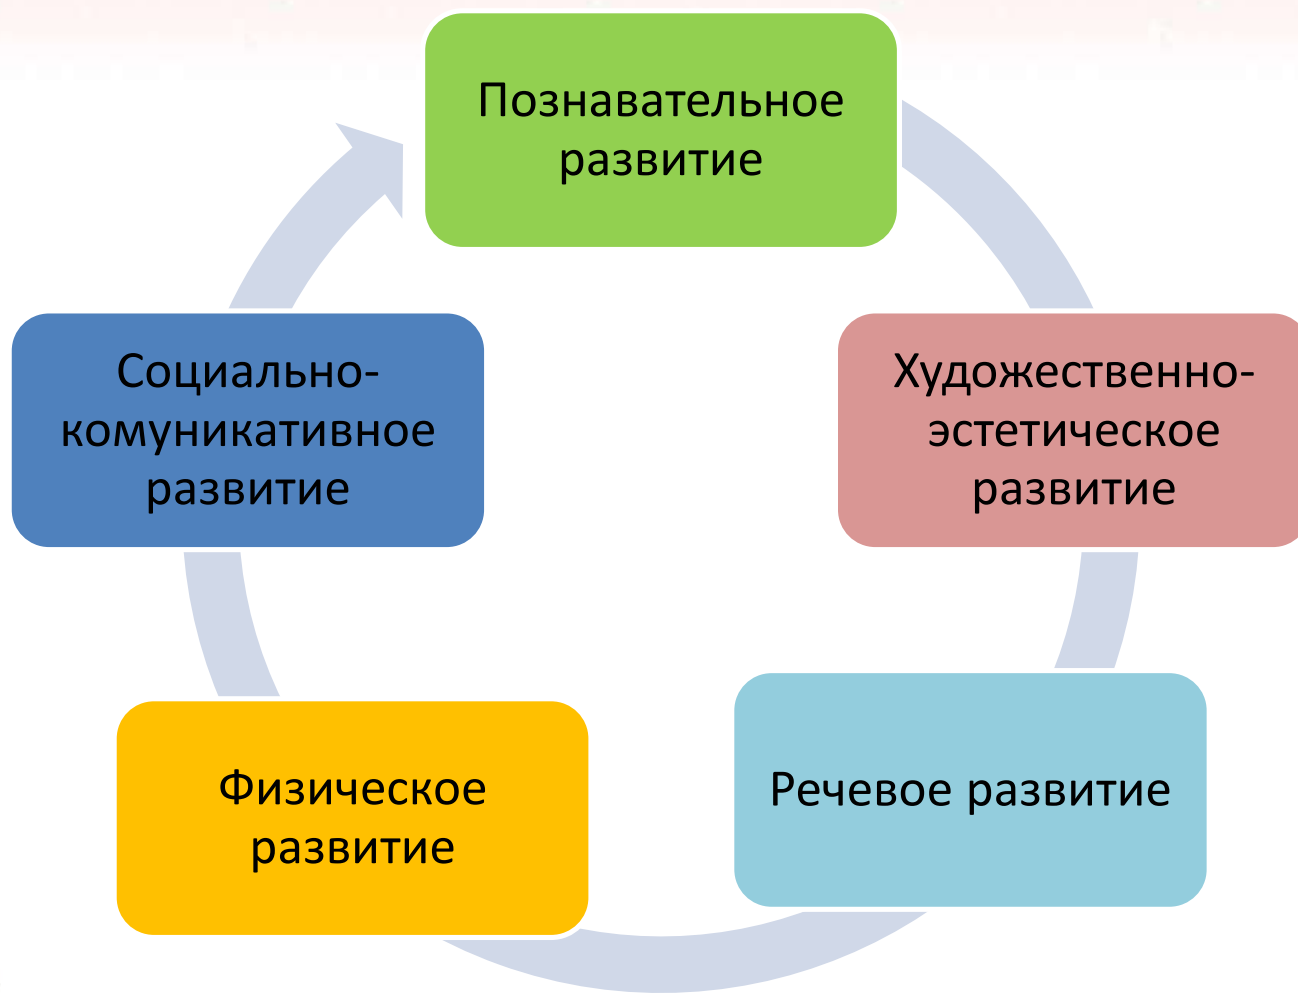 Познавательное
развитие
Художественно-
эстетическое
развитие
Речевое развитие
Физическое
развитие
Социально-
комуникативное
развитие